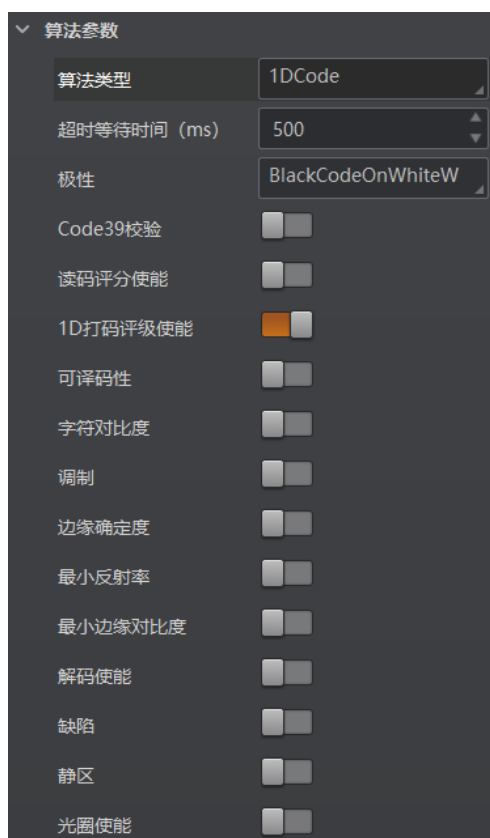 算法参数
算法类型 1DCode
超时等待时间（ms） 500
极性 BlackCodeOnWhiteW
Code39校验
读码评分使能
1D打码评级使能
可译码性
字符对比度
调制
边缘确定度
最小反射率
最小边缘对比度
解码使能
缺陷
静区
光圈使能